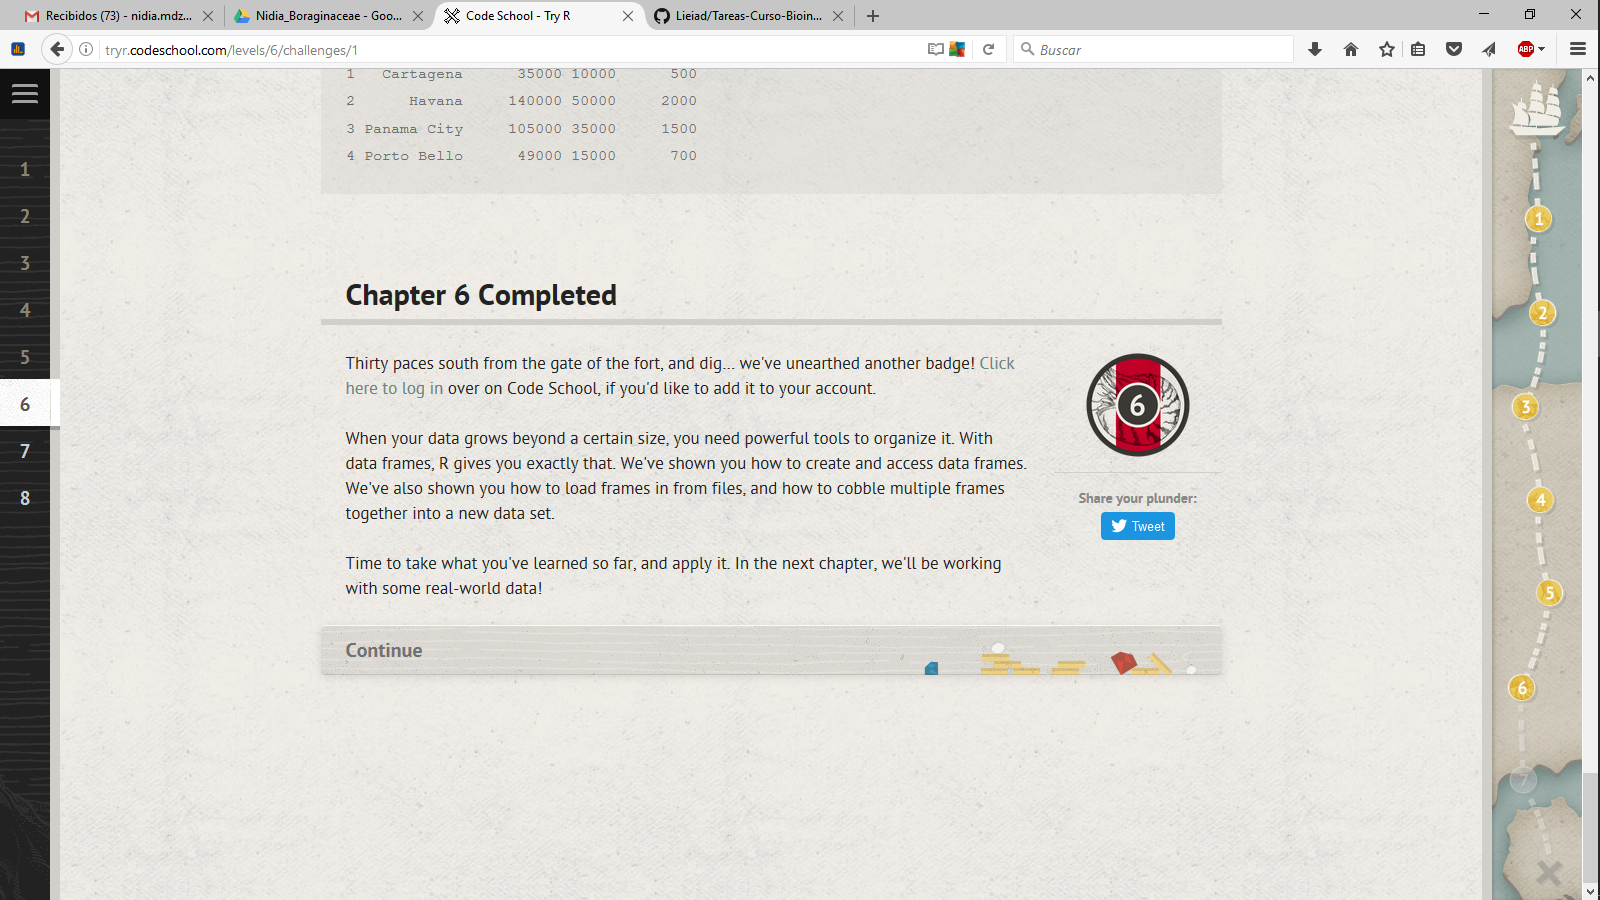 Recibidos (73) - nidia.mdz...
Nidia_Boraginaceae - Goo...
Code School - Try R
Lieiad/Tareas-Curso-Bioin...
tryr.codeschool.com/levels/6/challenges/1
Buscar
ABP
1 Cartagena 35000 10000 500
2 Havana 140000 50000 2000
3 Panama City 105000 35000 1500
4 Porto Bello 49000 15000 700
1
2
3
4
5
6
7
8
Chapter 6 Completed
Thirty paces south from the gate of the fort, and dig... we've unearthed another badge! Click
here to log in over on Code School, if you'd like to add it to your account.
When your data grows beyond a certain size, you need powerful tools to organize it. With
data frames, R gives you exactly that. We've shown you how to create and access data frames.
We've also shown you how to load frames in from files, and how to cobble multiple frames
together into a new data set.
Time to take what you've learned so far, and apply it. In the next chapter, we'll be working
with some real-world data!
6
Share your plunder:
Tweet
Continue
1
2
3
4
5
6
7